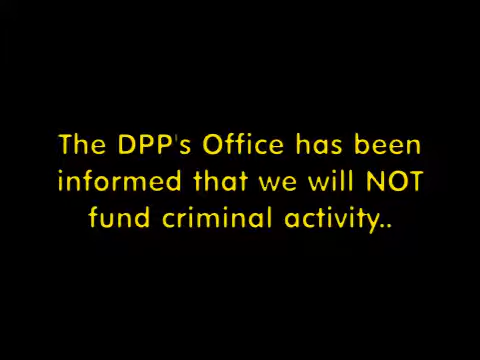 The DPP's Office has been
informed that we will NOT
fund criminal activity..